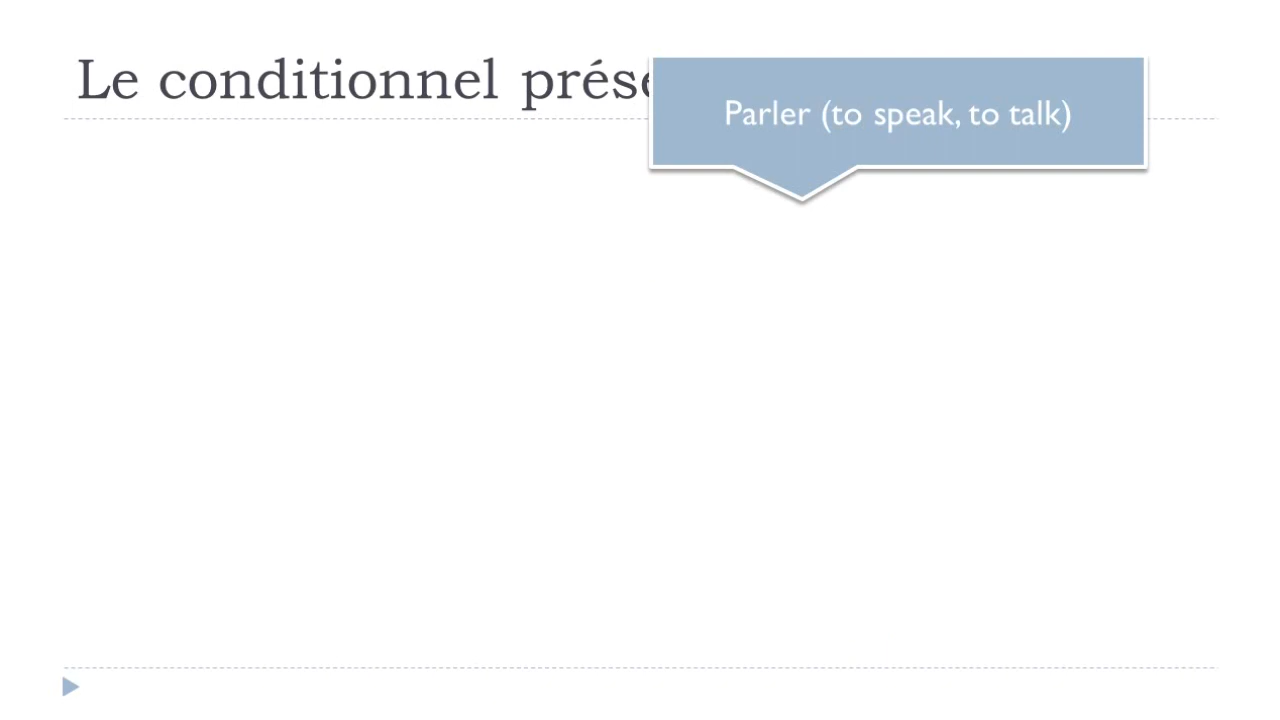 Le conditionnel prése
Parler (to speak, to talk)